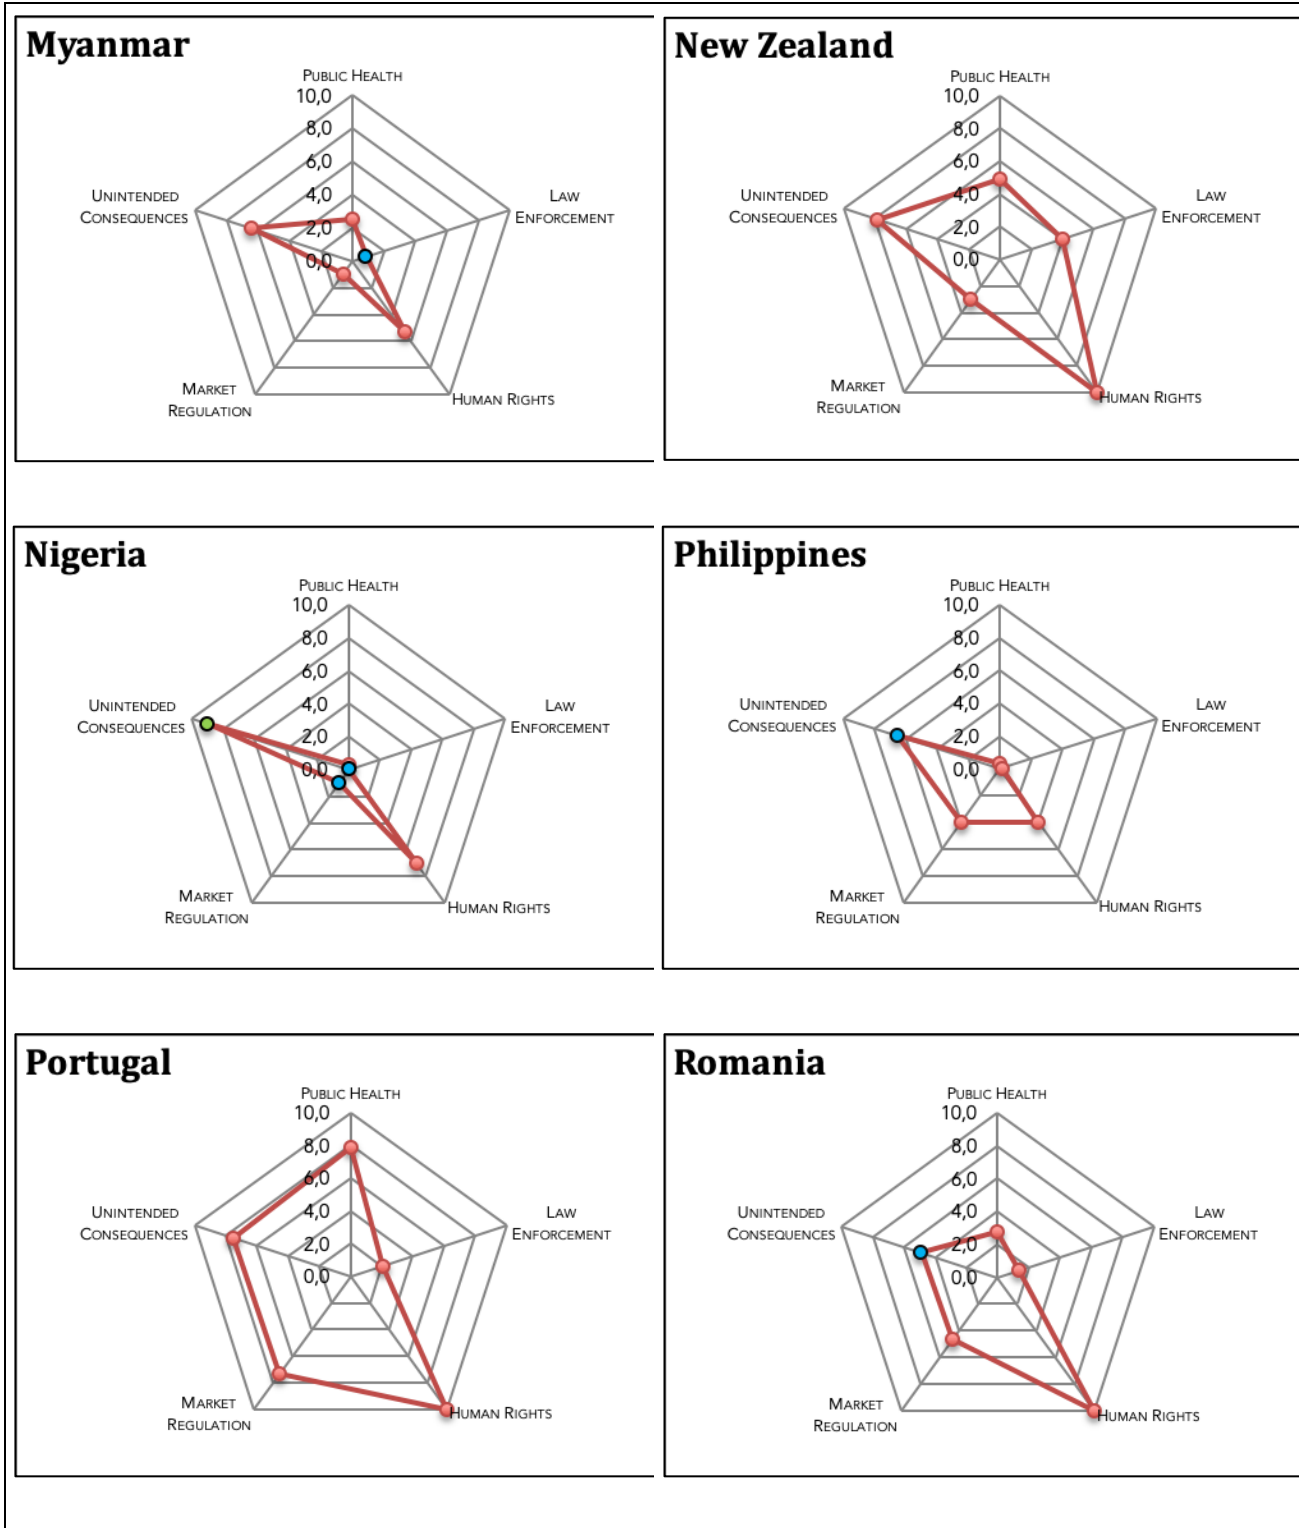 Myanmar
PUBLIC HEALTH
10,0
8,0
6,0
4,0
2,0
0,0
UNINTENDED
CONSEQUENCES
LAW
ENFORCEMENT
MARKET
REGULATION
HUMAN RIGHTS
New Zealand
PUBLIC HEALTH
10,0
8,0
6,0
4,0
2,0
0,0
UNINTENDED
CONSEQUENCES
LAW
ENFORCEMENT
MARKET
REGULATION
HUMAN RIGHTS
Nigeria
PUBLIC HEALTH
10,0
8,0
6,0
4,0
2,0
0,0
UNINTENDED
CONSEQUENCES
LAW
ENFORCEMENT
MARKET
REGULATION
HUMAN RIGHTS
Philippines
PUBLIC HEALTH
10,0
8,0
6,0
4,0
2,0
0,0
UNINTENDED
CONSEQUENCES
LAW
ENFORCEMENT
MARKET
REGULATION
HUMAN RIGHTS
Portugal
PUBLIC HEALTH
10,0
8,0
6,0
4,0
2,0
0,0
UNINTENDED
CONSEQUENCES
LAW
ENFORCEMENT
MARKET
REGULATION
HUMAN RIGHTS
Romania
PUBLIC HEALTH
10,0
8,0
6,0
4,0
2,0
0,0
UNINTENDED
CONSEQUENCES
LAW
ENFORCEMENT
MARKET
REGULATION
HUMAN RIGHTS